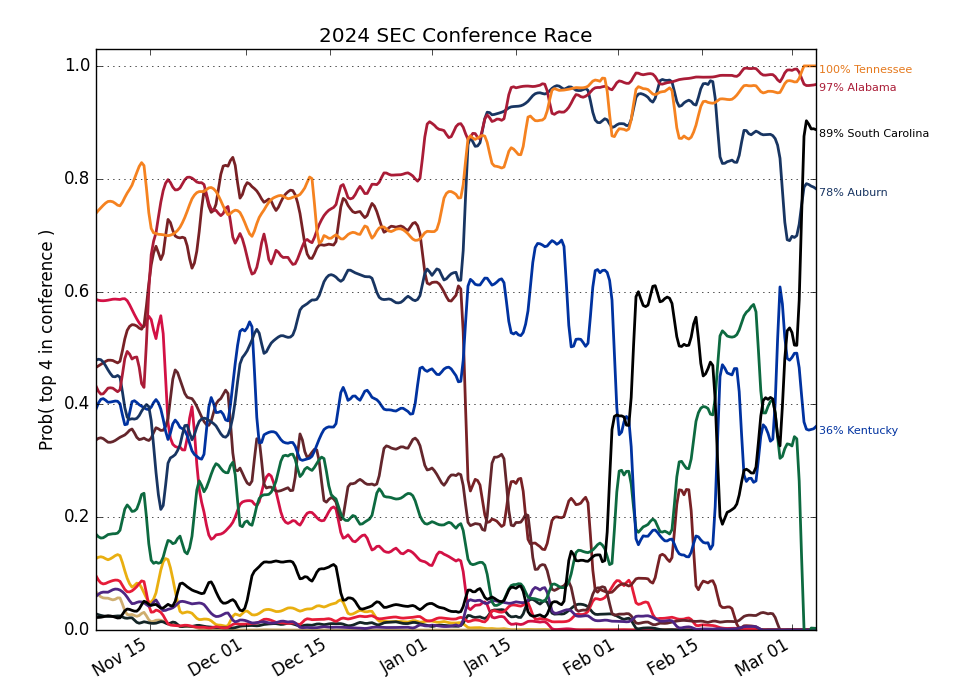 2024 SEC Conference Race
Prob( top 4 in conference )
1.0
0.8
0.6
0.4
0.2
0.0
Nov 15
Dec 01
Dec 15
Jan 01
Jan 15
Feb 01
Feb 15
Mar 01
100% Tennessee
97% Alabama
89% South Carolina
78% Auburn
36% Kentucky